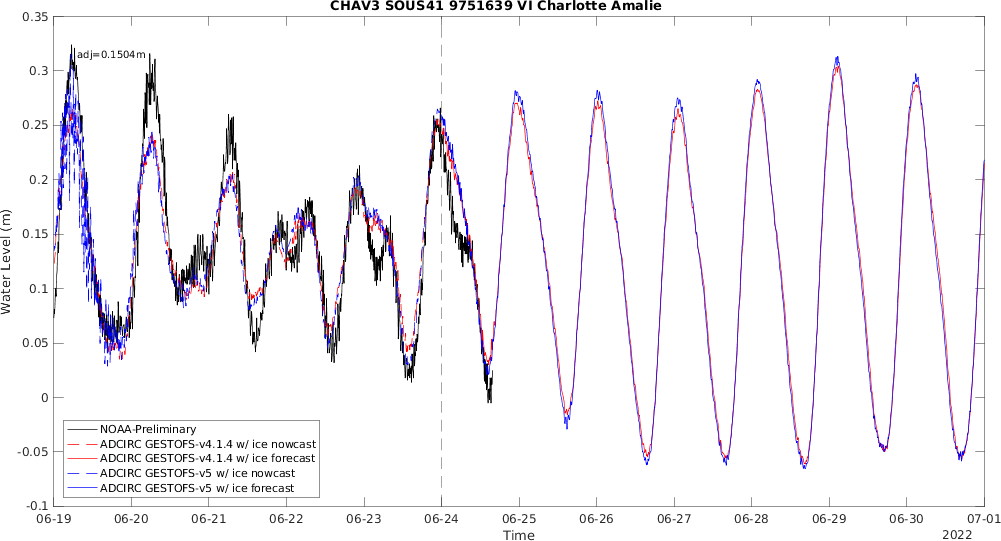 CHAV3 SOUS41 9751639 VI Charlotte Amalie
adj=0.1504m
0.35
0.3
0.25
0.2
0.15
0.1
0.05
0
-0.05
-0.1
Water Level (m)
NOAA-Preliminary
ADCIRC GESTOFS-v4.1.4 w/ ice nowcast
ADCIRC GESTOFS-v4.1.4 w/ ice forecast
ADCIRC GESTOFS-v5 w/ ice nowcast
ADCIRC GESTOFS-v5 w/ ice forecast
06-19 06-20 06-21 06-22 06-23 06-24 06-25 06-26 06-27 06-28 06-29 06-30 07-01
Time
2022